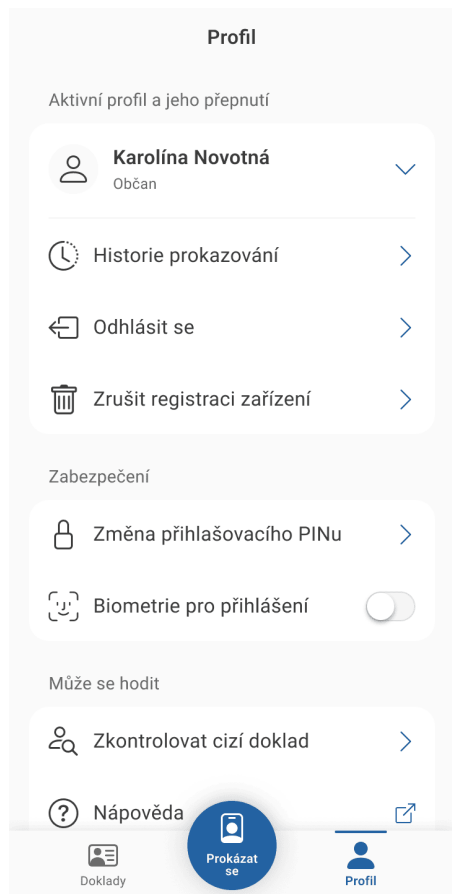 Profil
Aktivní profil a jeho přepnutí
Karolína Novotná
Občan
Historie prokazování
Odhlásit se
Zrušit registraci zařízení
Zabezpečení
Změna přihlašovacího PINu
Biometrie pro přihlášení
Může se hodit
Zkontrolovat cizí doklad
Nápověda
Doklady
Prokázat
se
Profil